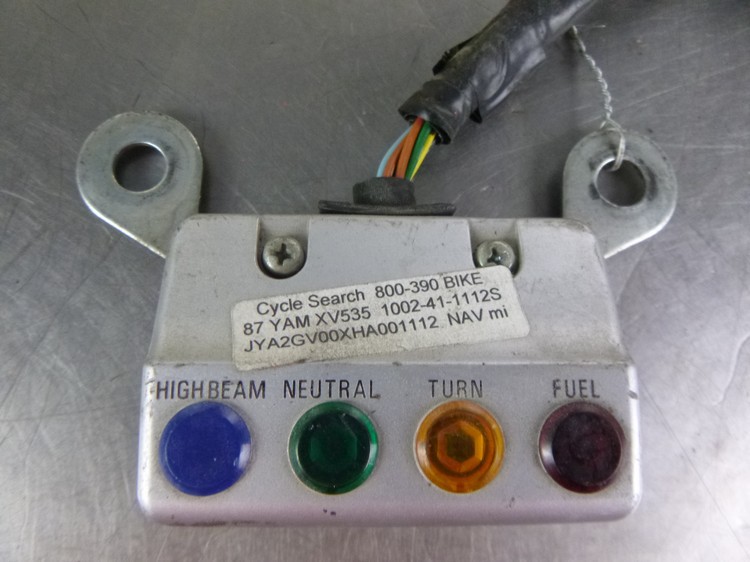 Cycle Search 800-390 BIKE
87 YAM XV535 1002-41-1112S
JYA2GV00XHA001112 NAV mi
HIGHBEAM NEUTRAL TURN FUEL